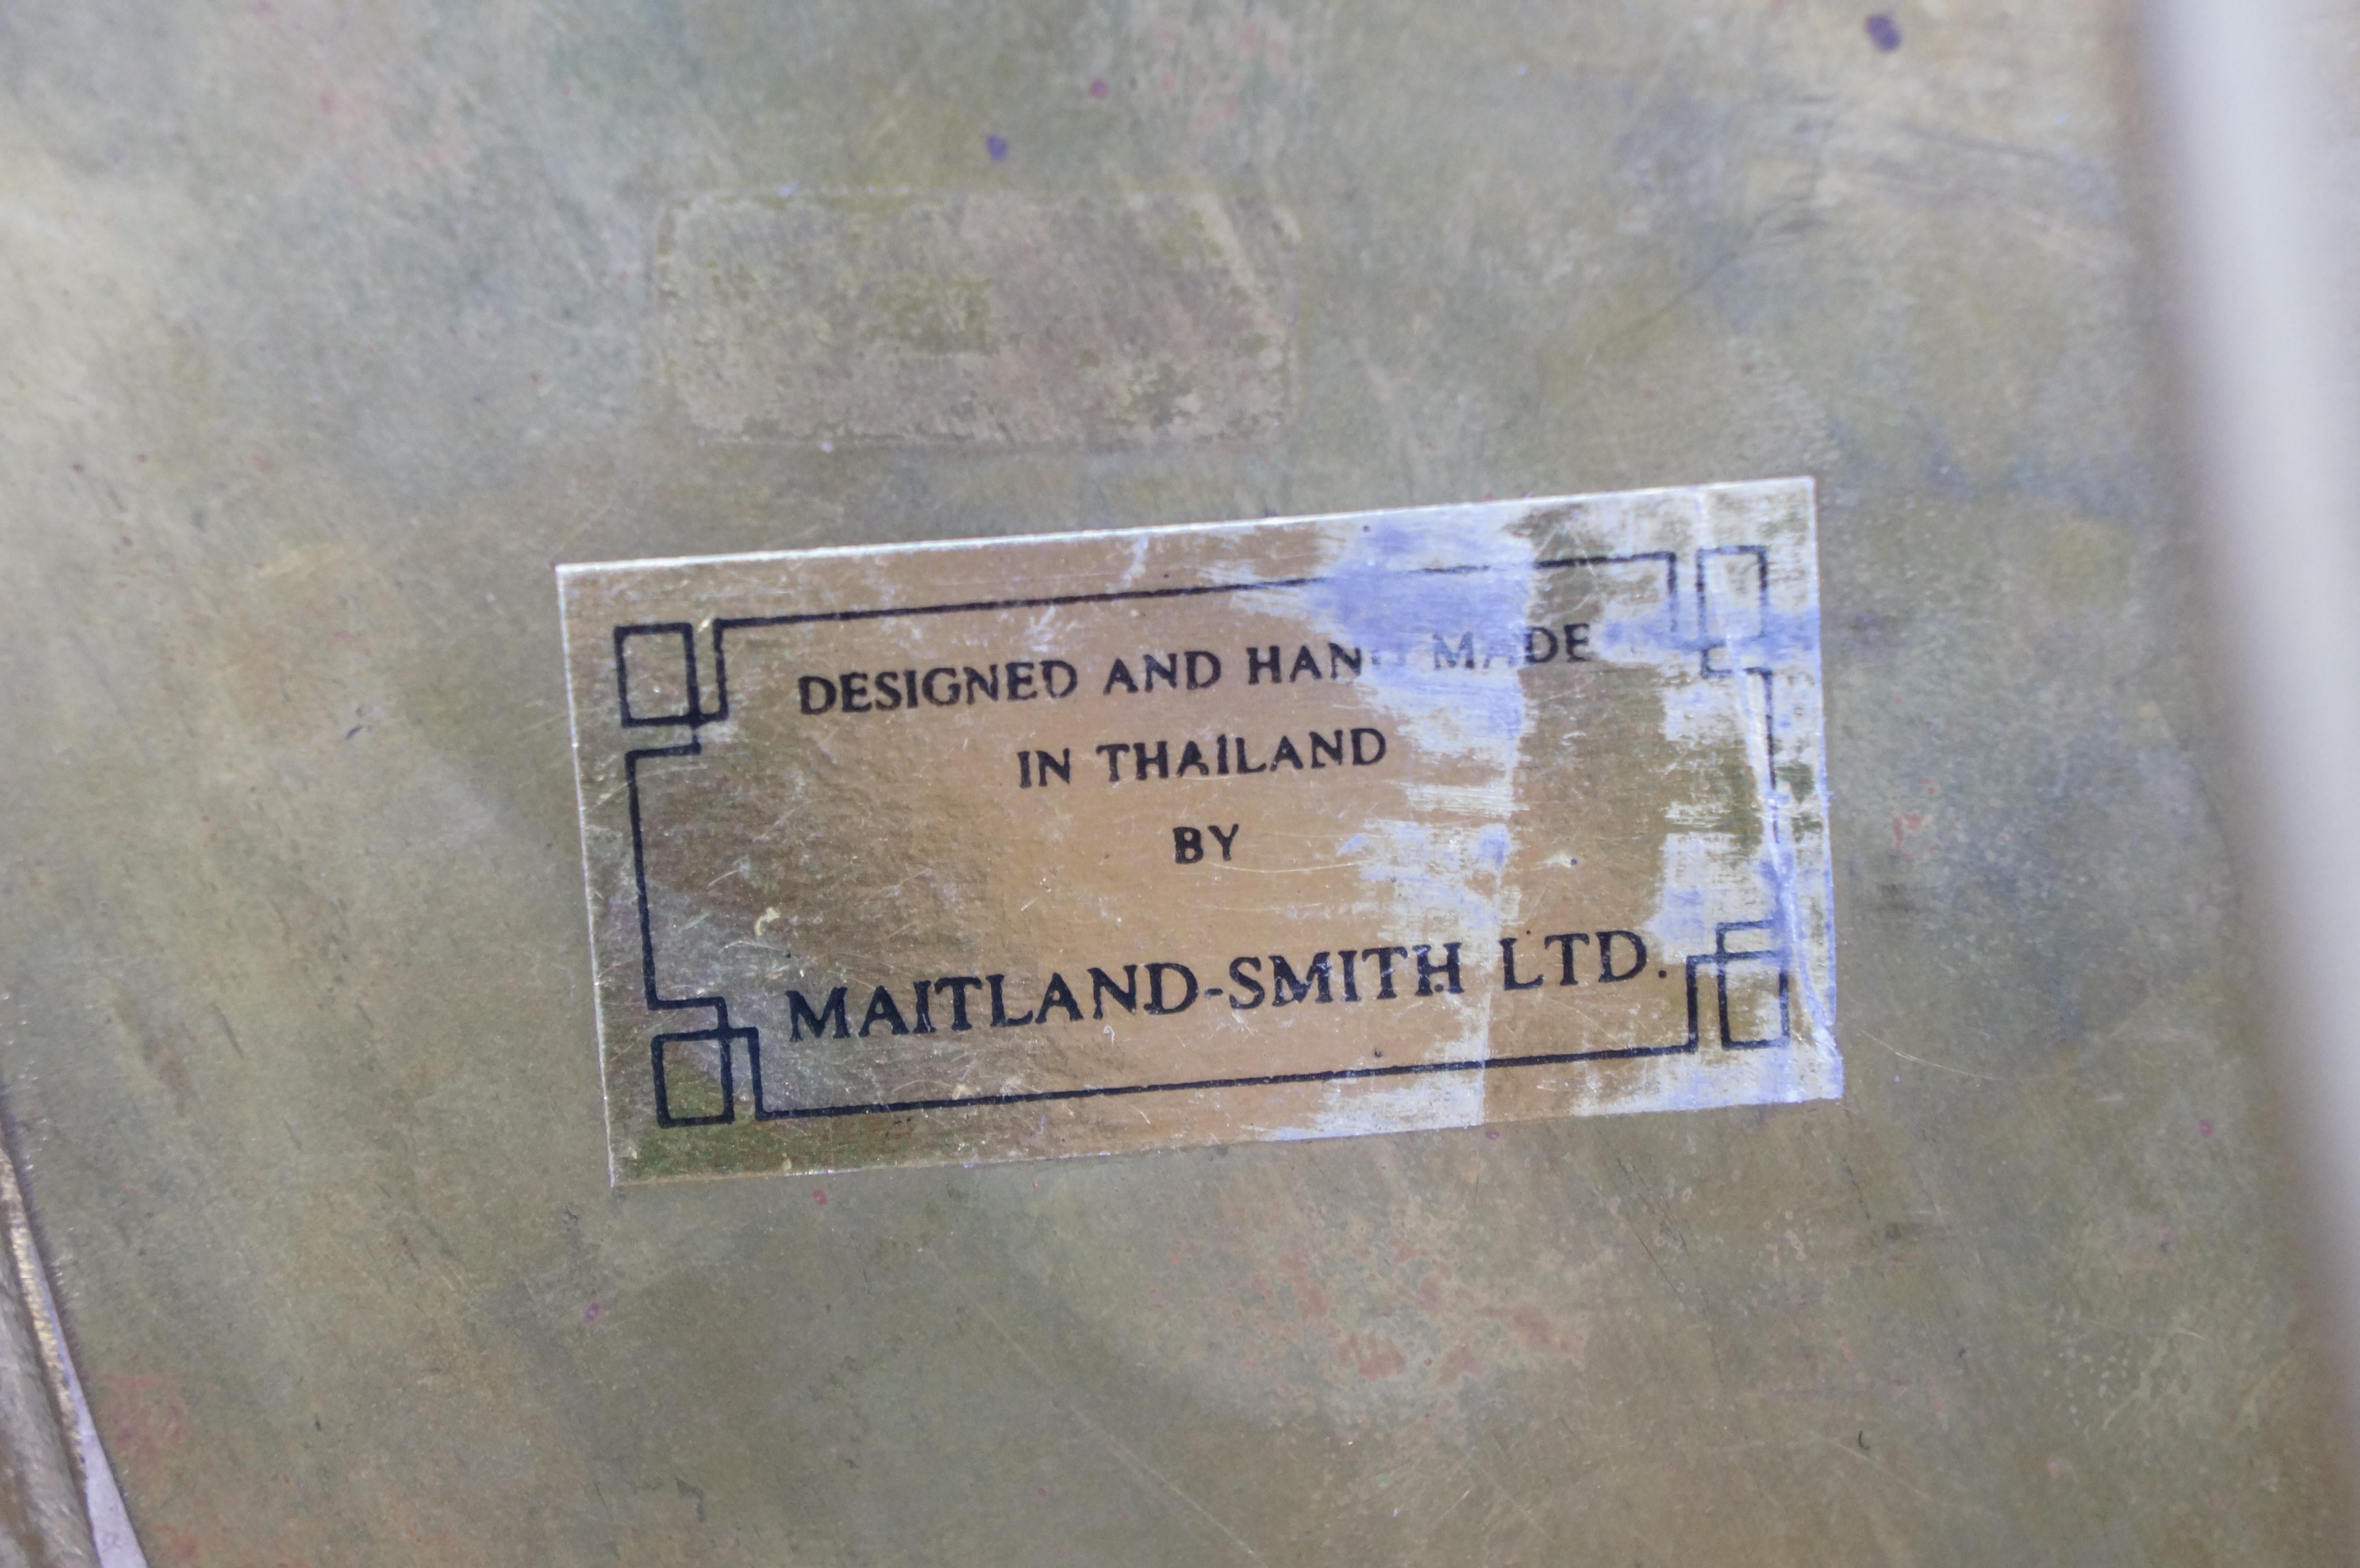 DESIGNED AND HAND MADE
IN THAILAND
BY
MAITLAND-SMITH LTD.